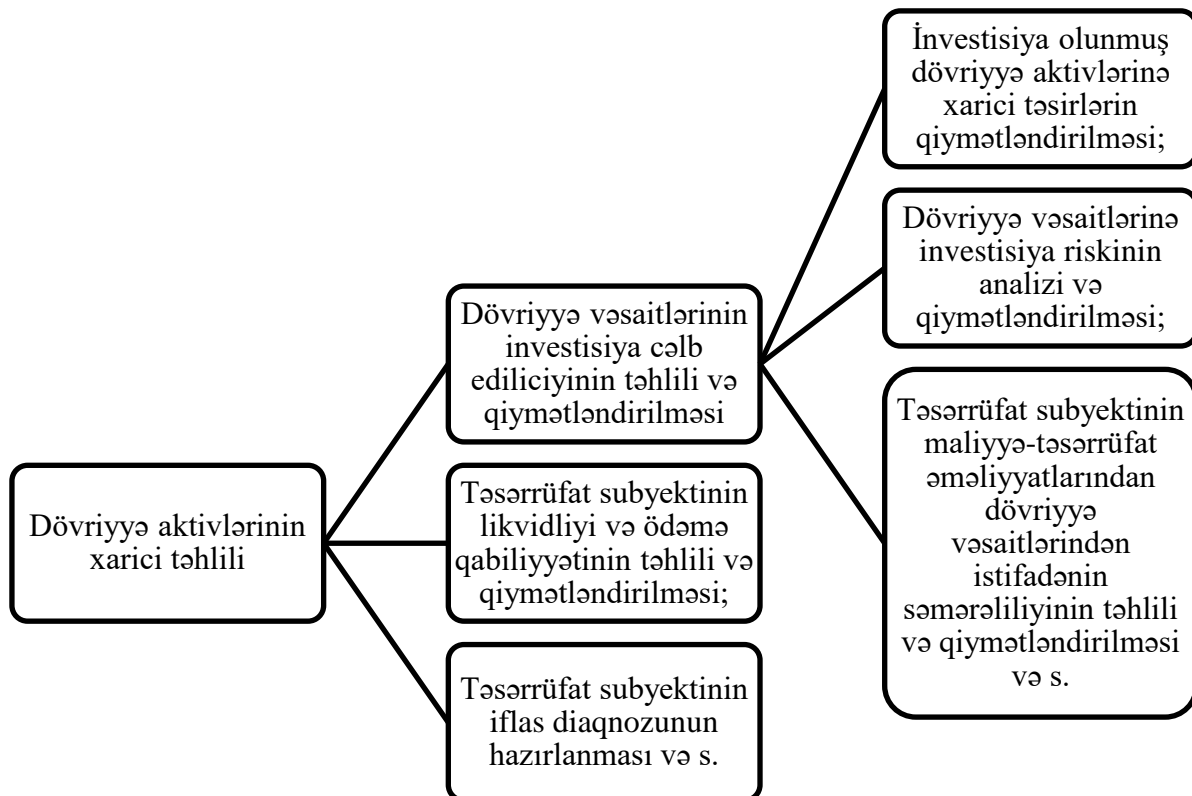 Dövriyyə aktivlərinin
xarici təhlili
Dövriyyə vəsaitlərinin
investisiya cəlb
ediliciyinin təhlili və
qiymətləndirilməsi
Təsərrüfat subyektinin
likvidliyi və ödəmə
qabiliyyətinin təhlili və
qiymətləndirilməsi;
Təsərrüfat subyektinin
iflas diaqnozunun
hazırlanması və s.
İnvestisiya olunmuş
dövriyyə aktivlərinə
xarici təsirlərin
qiymətləndirilməsi;
Dövriyyə vəsaitlərinə
investisiya riskinin
analizi və
qiymətləndirilməsi;
Təsərrüfat subyektinin
maliyyə-təsərrüfat
əməliyyatlarından
dövriyyə
vəsaitlərindən
istifadənin
səmərəliliyinin təhlili
və qiymətləndirilməsi
və s.